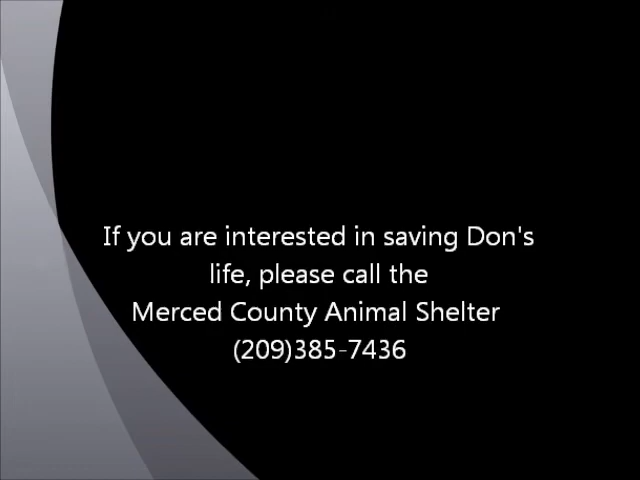 If you are interested in saving Don's
life, please call the
Merced County Animal Shelter
(209)385-7436